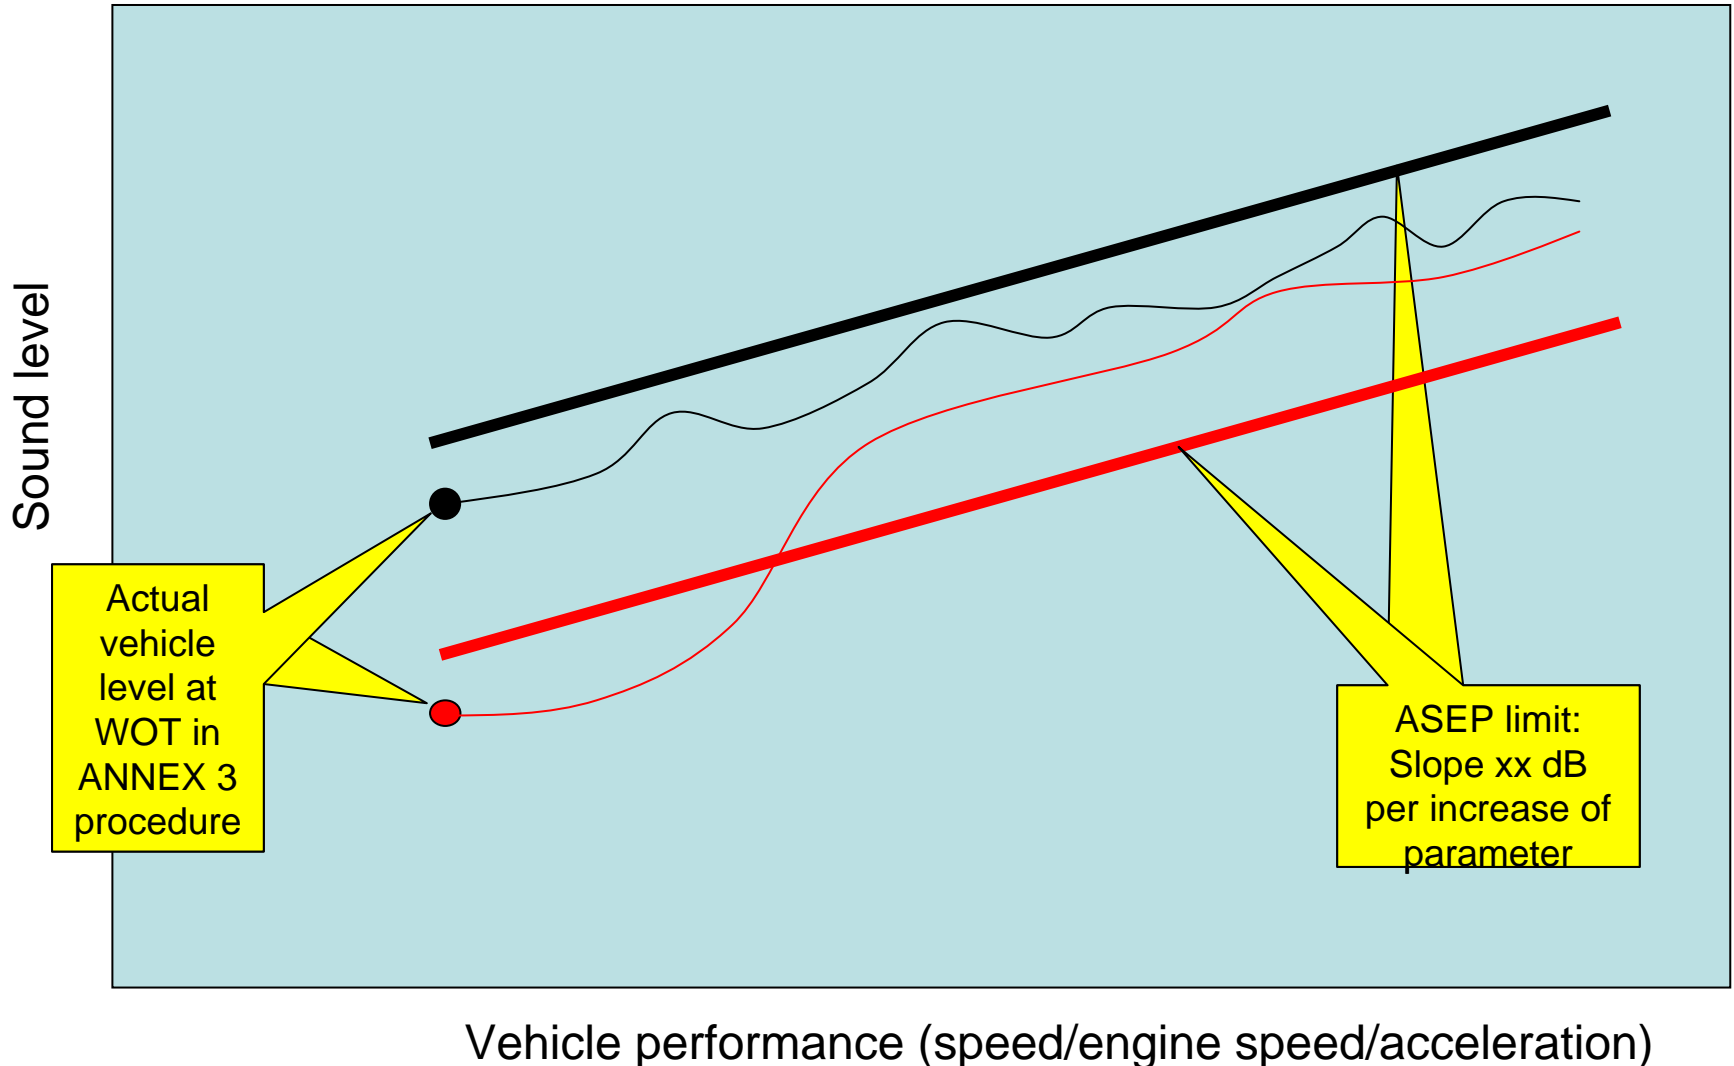 Sound level
Actual
vehicle
level at
WOT in
ANNEX 3
procedure
ASEP limit:
Slope xx dB
per increase of
parameter
Vehicle performance (speed/engine speed/acceleration)